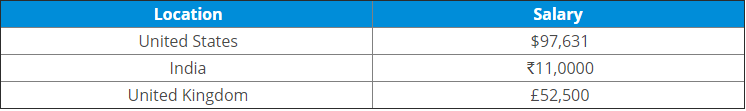 Location Salary
United States $97,631
India ₹11,0000
United Kingdom £52,500